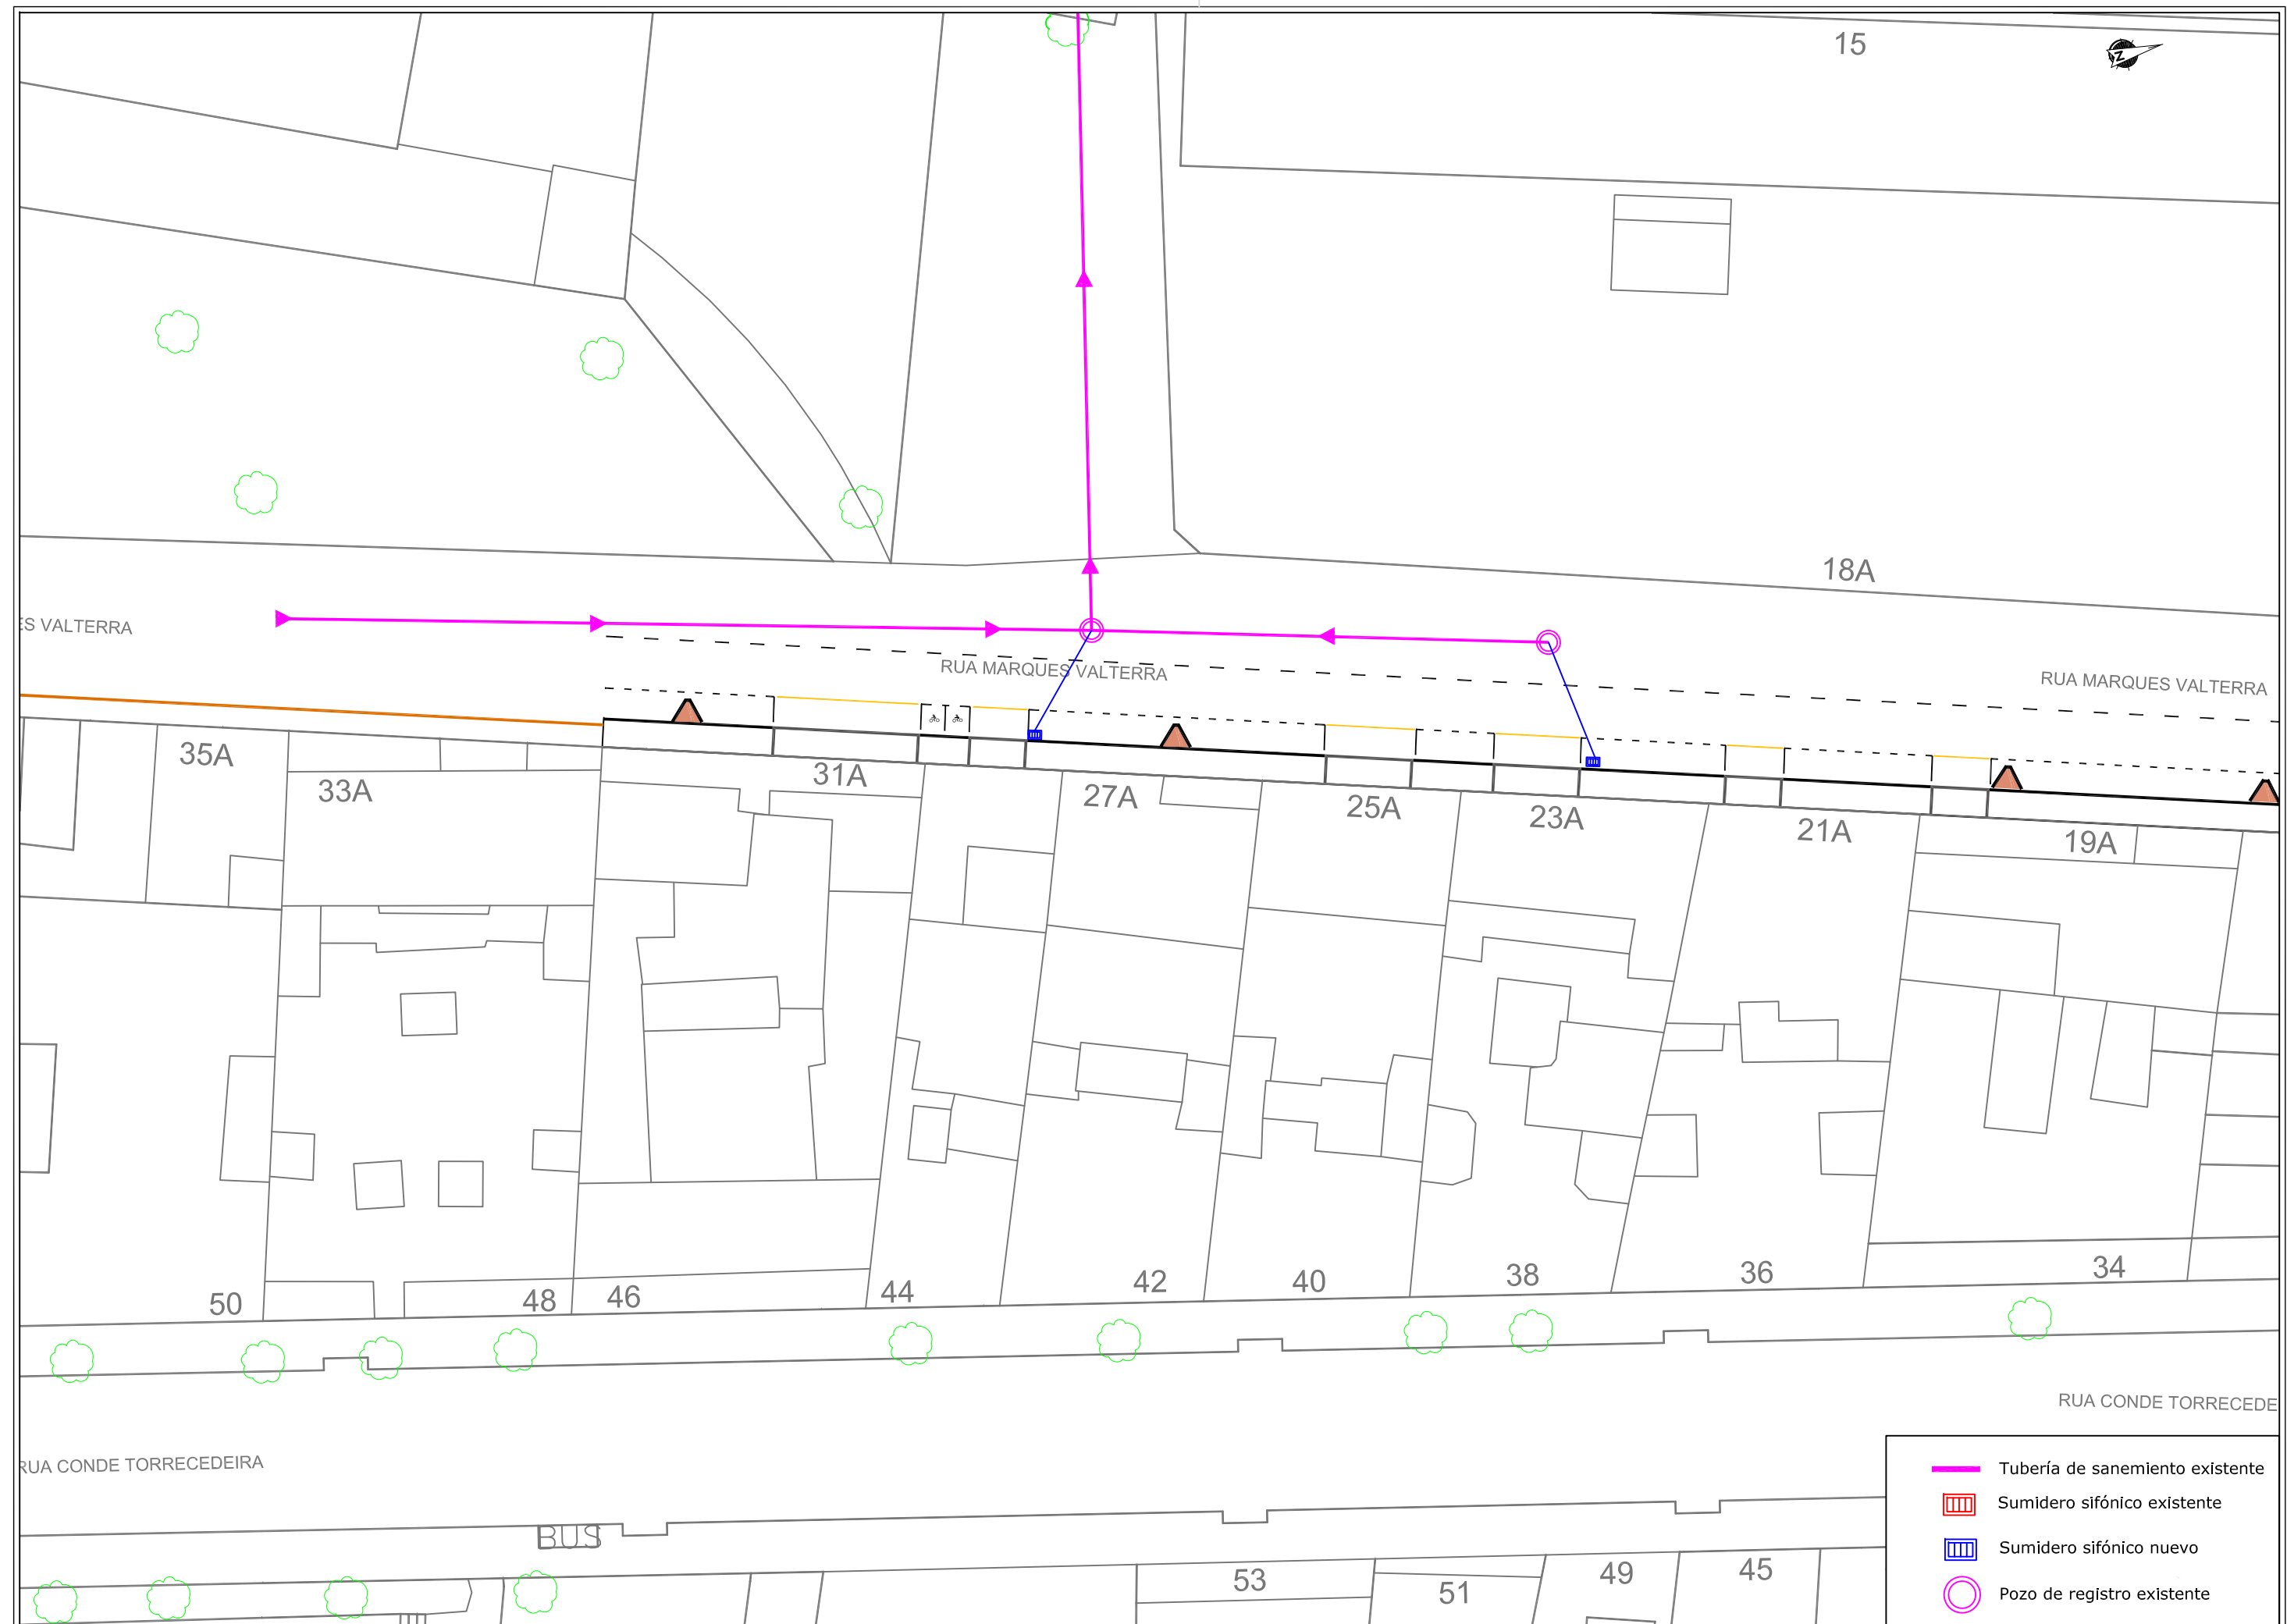 15
N
18A
ES VALTERRA
RUA MARQUES VALTERRA
RUA MARQUES VALTERRA
35A
33A
31A
27A
25A
23A
21A
19A
50
48
46
44
42
40
38
36
34
RUA CONDE TORRECEDE
RUA CONDE TORRECEDEIRA
BUS
53
51
49
45
Tubería de sanemiento existente
Sumidero sifónico existente
Sumidero sifónico nuevo
Pozo de registro existente